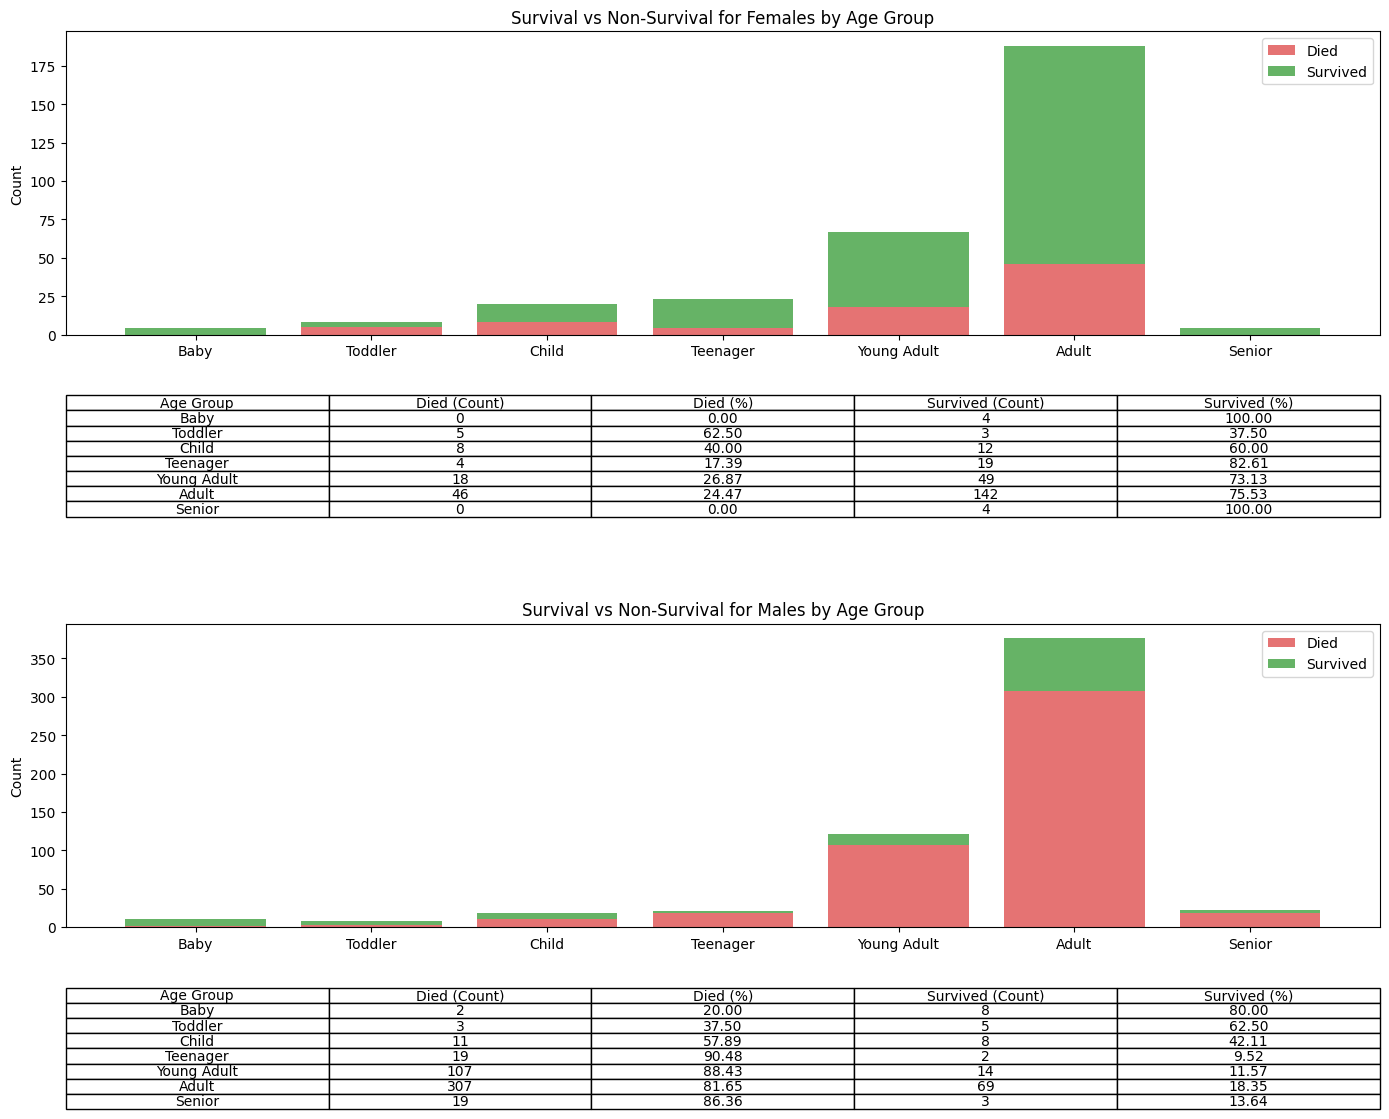 Survival vs Non-Survival for Females by Age Group
Died
Survived
175
150
125
100
75
50
25
0
Count
Baby Toddler Child Teenager Young Adult Adult Senior
Age Group Died (Count) Died (%) Survived (Count) Survived (%)
Baby 0 0.00 4 100.00
Toddler 5 62.50 3 37.50
Child 8 40.00 12 60.00
Teenager 4 17.39 19 82.61
Young Adult 18 26.87 49 73.13
Adult 46 24.47 142 75.53
Senior 0 0.00 4 100.00
Survival vs Non-Survival for Males by Age Group
Died
Survived
350
300
250
200
150
100
50
0
Count
Baby Toddler Child Teenager Young Adult Adult Senior
Age Group Died (Count) Died (%) Survived (Count) Survived (%)
Baby 2 20.00 8 80.00
Toddler 3 37.50 5 62.50
Child 11 57.89 8 42.11
Teenager 19 90.48 2 9.52
Young Adult 107 88.43 14 11.57
Adult 307 81.65 69 18.35
Senior 19 86.36 3 13.64